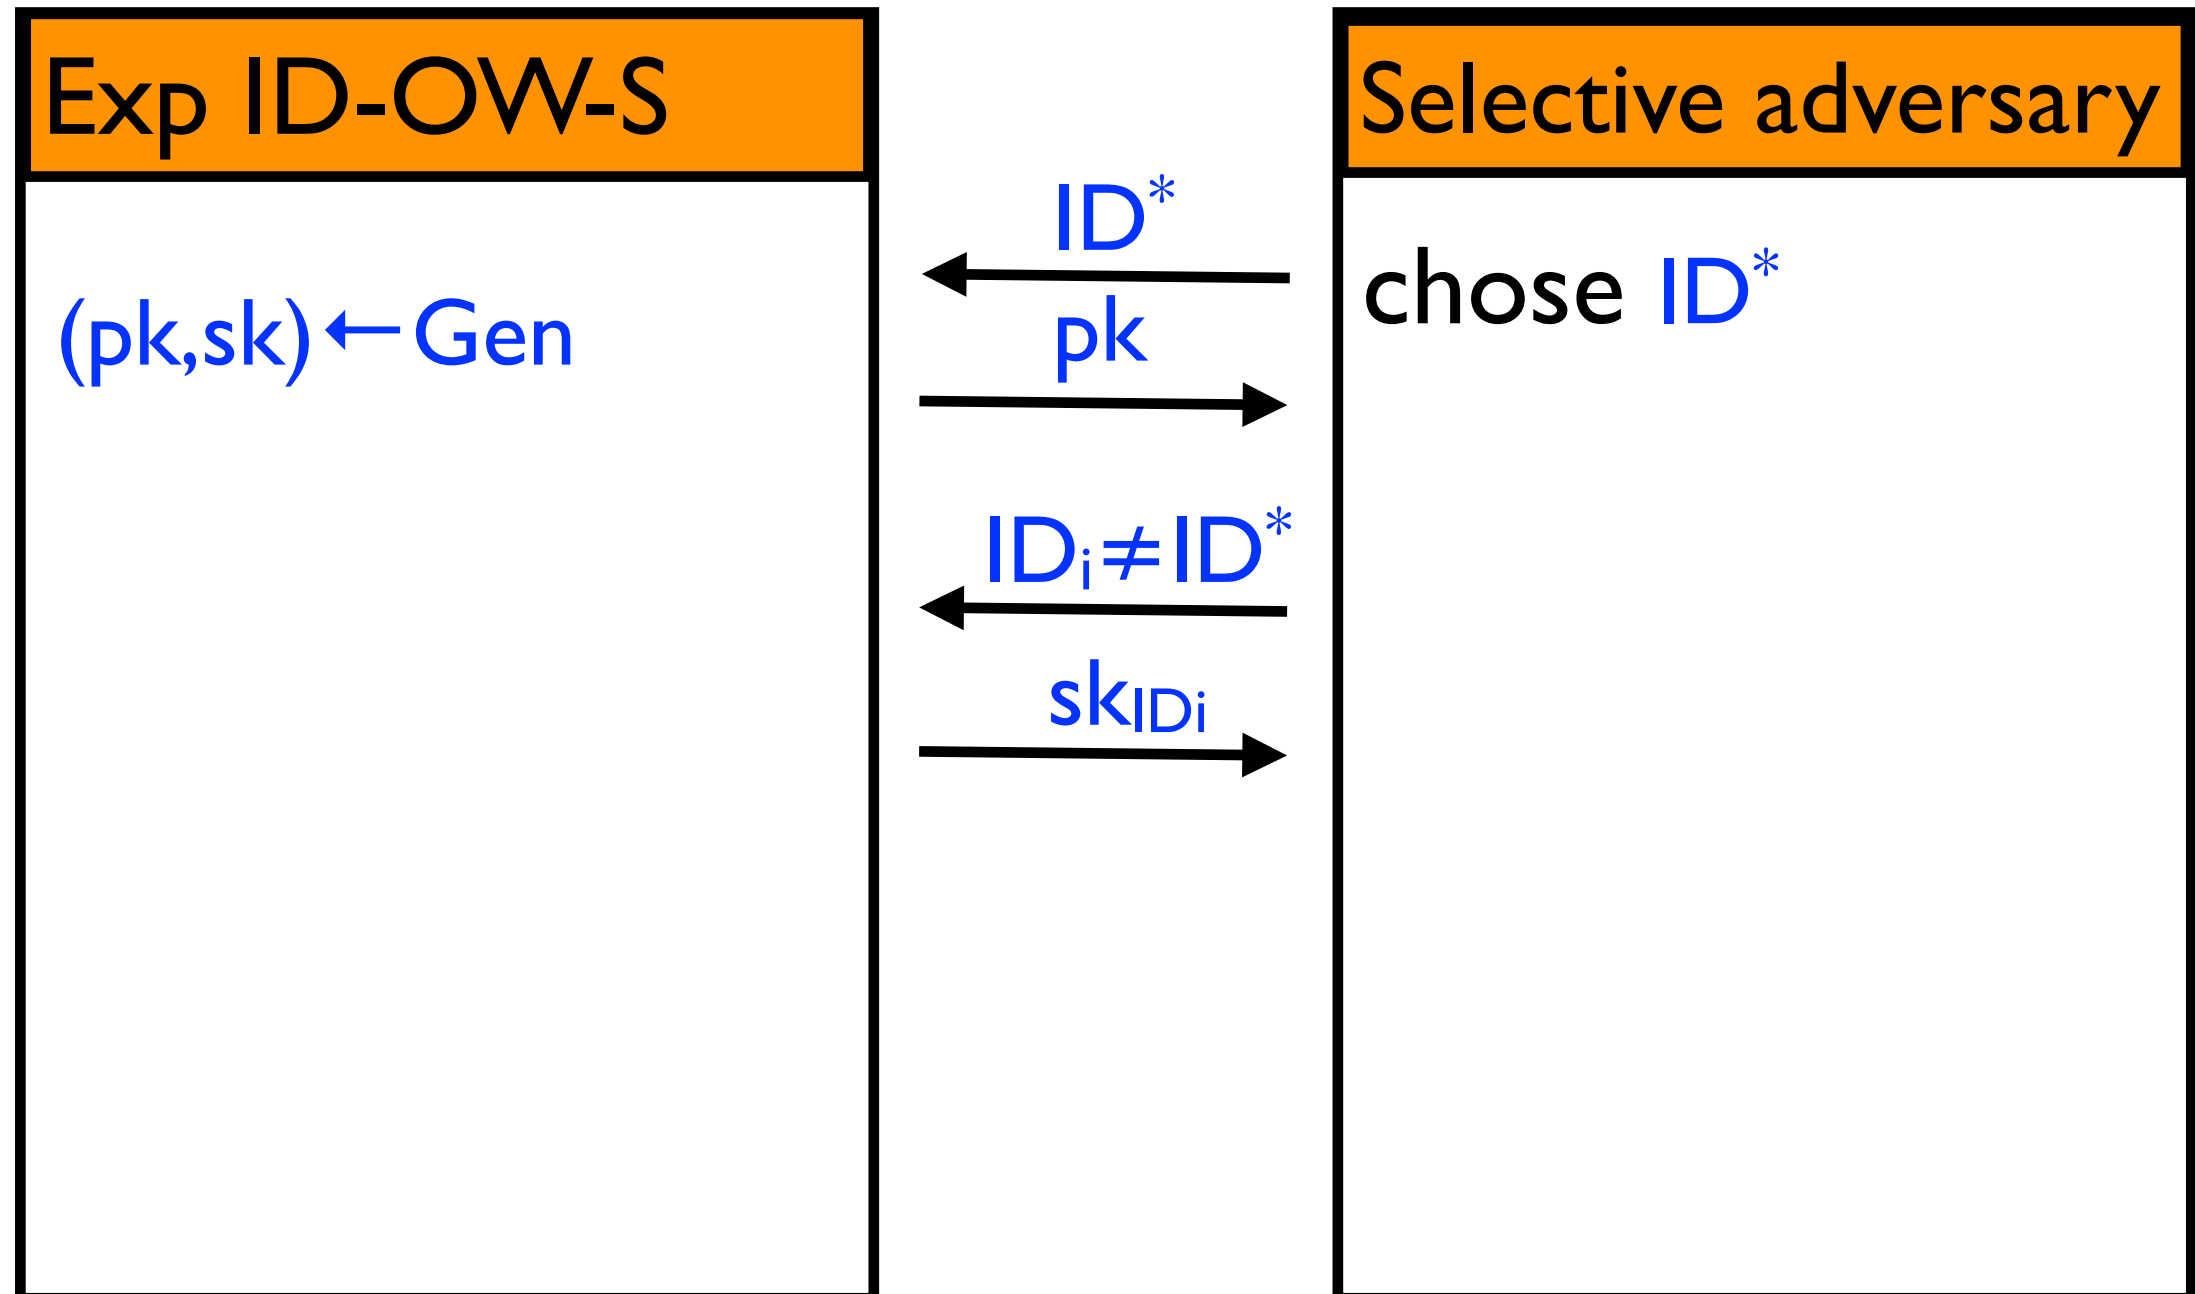 Exp ID-OW-S
Selective adversary
ID*
chose ID*
(pk,sk)←Gen
pk
IDi≠ID*
skIDi